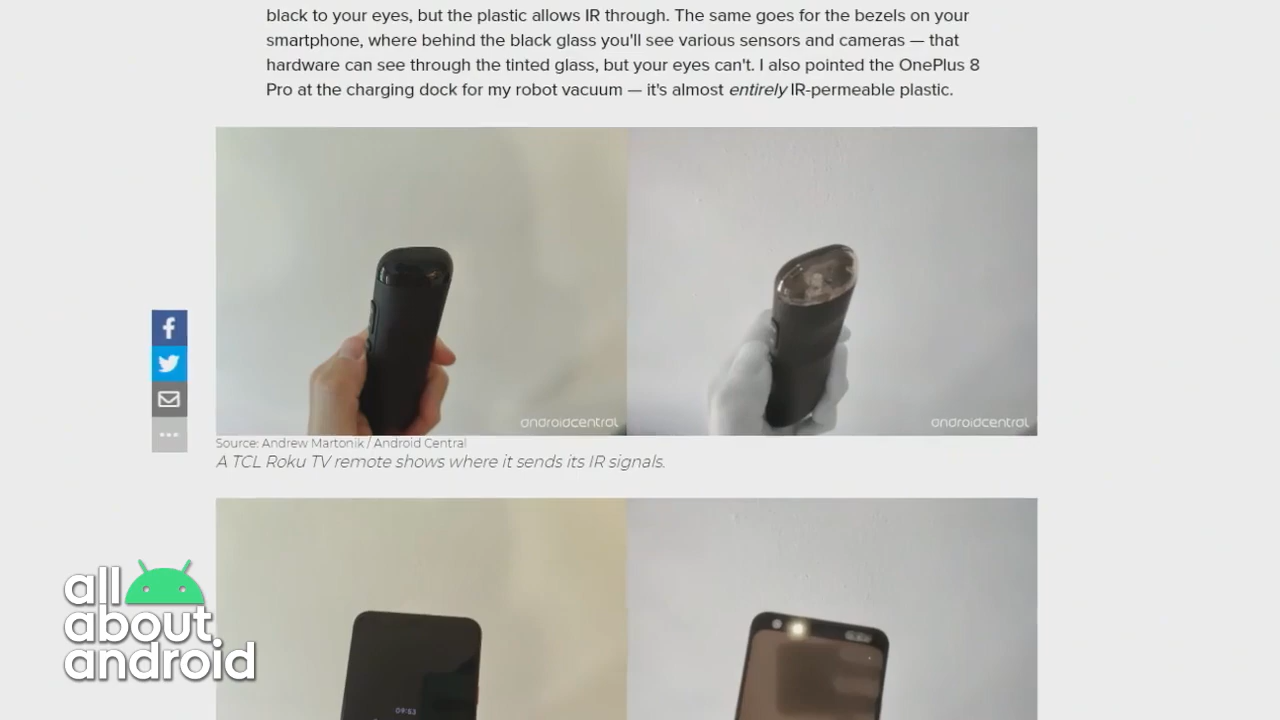 black to your eyes, but the plastic allows IR through. The same goes for the bezels on your
smartphone, where behind the black glass you'll see various sensors and cameras — that
hardware can see through the tinted glass, but your eyes can't. I also pointed the OnePlus 8
Pro at the charging dock for my robot vacuum — it's almost entirely IR-permeable plastic.
androidcentral
androidcentral
Source: Andrew Martonik / Android Central
A TCL Roku TV remote shows where it sends its IR signals.
all
about
android
09:53